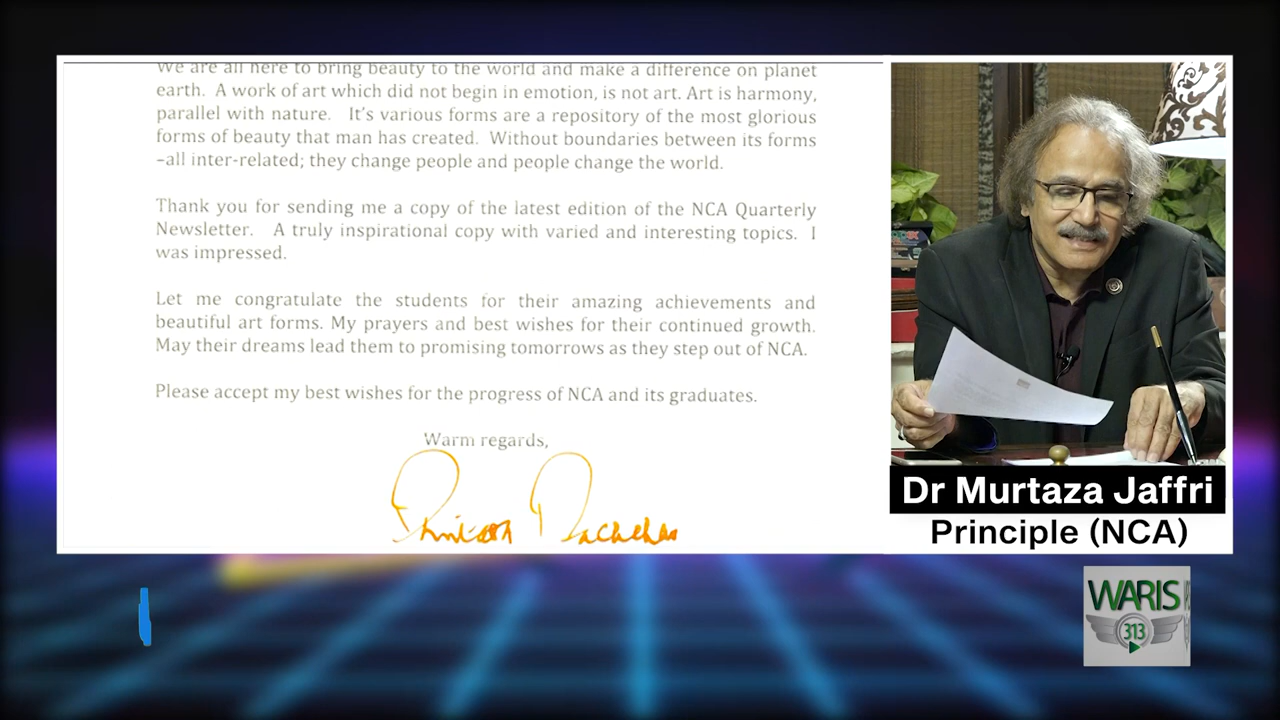 We are all here to bring beauty to the world and make a difference on planet
earth. A work of art which did not begin in emotion, is not art. Art is harmony,
parallel with nature. It's various forms are a repository of the most glorious
forms of beauty that man has created. Without boundaries between its forms
–all inter-related; they change people and people change the world.
Thank you for sending me a copy of the latest edition of the NCA Quarterly
Newsletter. A truly inspirational copy with varied and interesting topics. I
was impressed.
Let me congratulate the students for their amazing achievements and
beautiful art forms. My prayers and best wishes for their continued growth.
May their dreams lead them to promising tomorrows as they step out of NCA.
Please accept my best wishes for the progress of NCA and its graduates.
Warm regards,
Dr Murtaza Jaffri
Principle (NCA)
WARIS
313